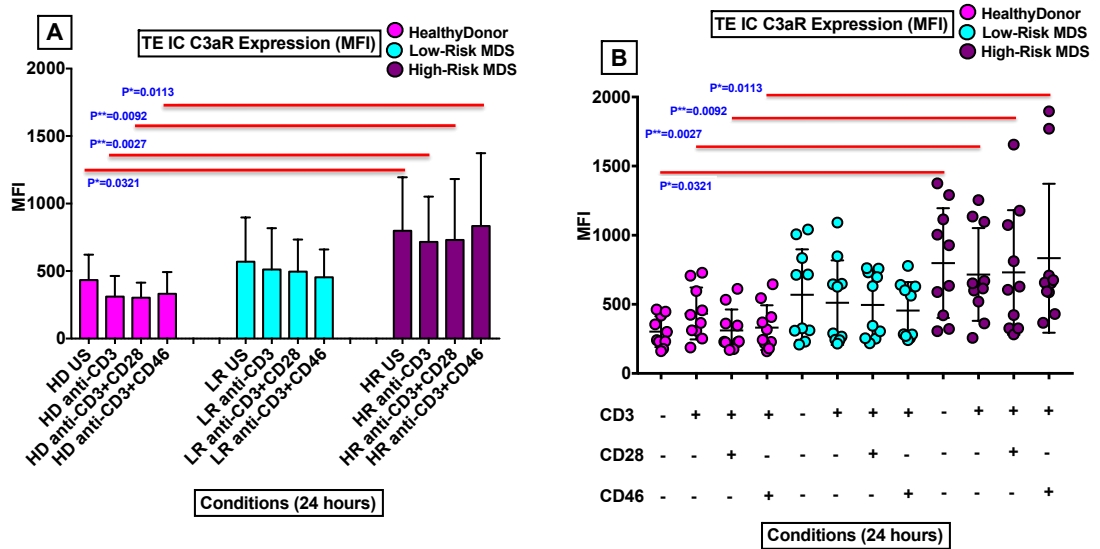 A
TE IC C3aR Expression (MFI)
HealthyDonor
Low-Risk MDS
High-Risk MDS
2000
1500
1000
500
0
MFI
P*=0.0113
P**=0.0092
P**=0.0027
P*=0.0321
HD US
HD anti-CD3
HD anti-CD3+CD28
HD anti-CD3+CD46
LR US
LR anti-CD3
LR anti-CD3+CD28
LR anti-CD3+CD46
HR US
HR anti-CD3
HR anti-CD3+CD28
HR anti-CD3+CD46
Conditions (24 hours)
B
TE IC C3aR Expression (MFI)
HealthyDonor
Low-Risk MDS
High-Risk MDS
2000
1500
1000
500
0
MFI
P*=0.0113
P**=0.0092
P**=0.0027
P*=0.0321
CD3 - + + + - + + + - + + +
CD28 - - + - - - + - - - + -
CD46 - - - + - - - + - - - +
Conditions (24 hours)